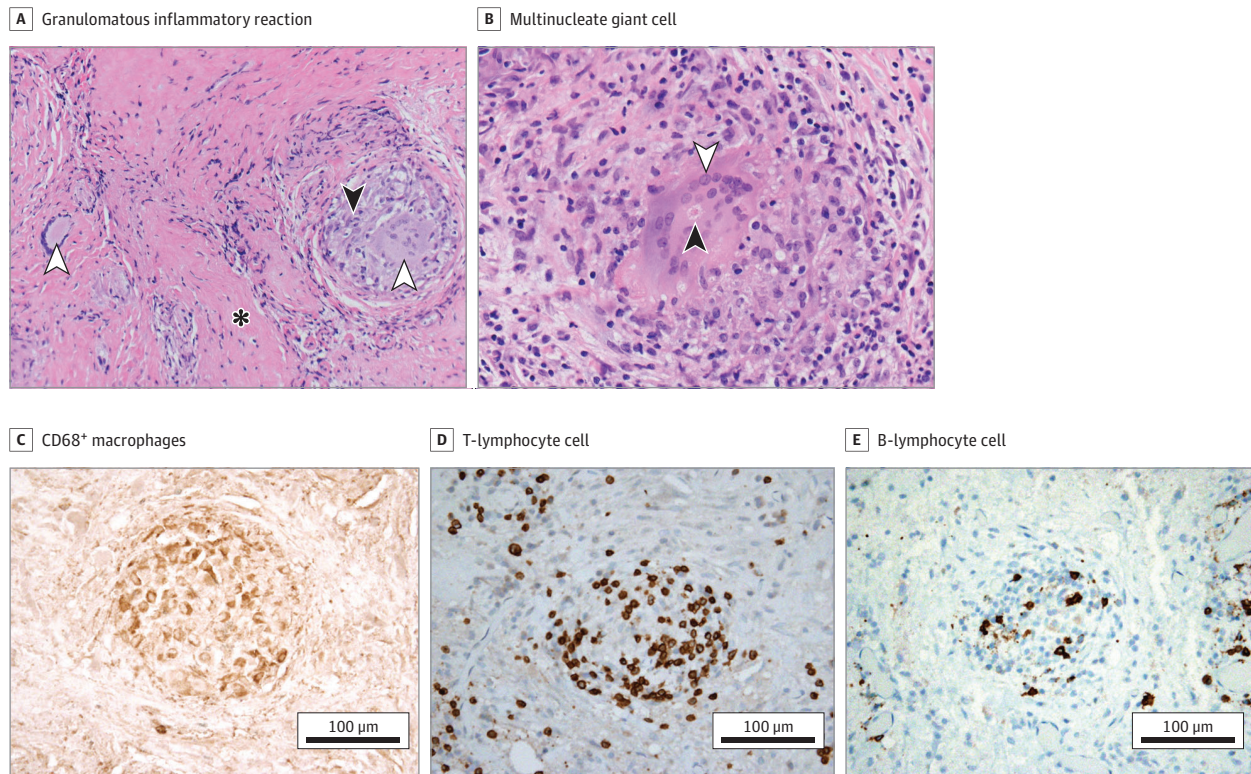 A Granulomatous inflammatory reaction
B Multinucleate giant cell
*
C CD68⁺ macrophages
D T-lymphocyte cell
E B-lymphocyte cell
100 μm
100 μm
100 μm